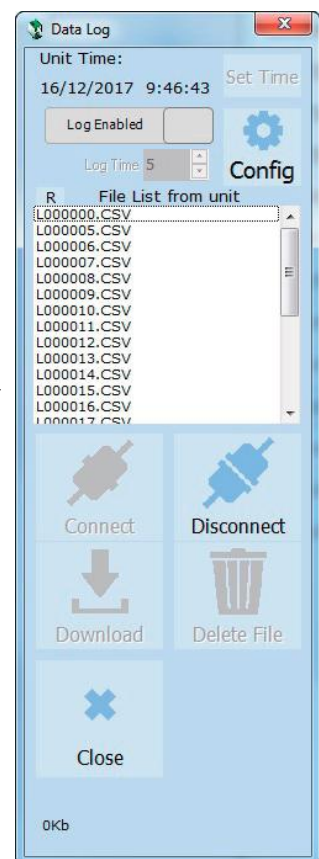 Data Log
Unit Time:
16/12/2017 9:46:43
Set Time
Log Enabled
Log Time 5
Config
R File List from unit
L000000.CSV
L000005.CSV
L000006.CSV
L000007.CSV
L000008.CSV
L000009.CSV
L000010.CSV
L000011.CSV
L000012.CSV
L000013.CSV
L000014.CSV
L000015.CSV
L000016.CSV
L000017.CSV
Connect
Disconnect
Download
Delete File
Close
0Kb